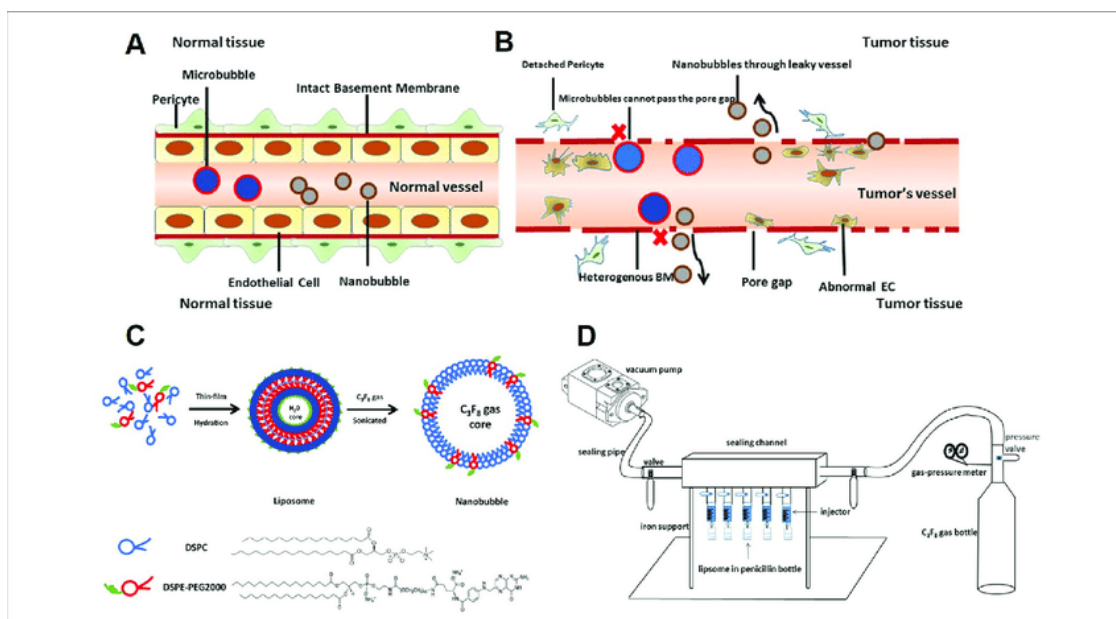 A
Normal tissue
Microbubble
Pericyte
Intact Basement Membrane
Normal vessel
Endothelial Cell
Nanobubble
Normal tissue
B
Tumor tissue
Detached Pericyte
Nanobubbles through leaky vessel
Microbubbles cannot pass the pore gap
Tumor's vessel
Heterogenous BM
Pore gap
Abnormal EC
Tumor tissue
C
Thin-film
Hydration
H₂O
core
C₃F₈ gas
Sonicated
C₃F₈ gas
core
Liposome
Nanobubble
DSPC
DSPE-PEG2000
D
vacuum pump
sealing pipe
valve
sealing channel
pressure
valve
gas-pressure meter
iron support
injector
lipsome in penicillin bottle
C₃F₈ gas bottle